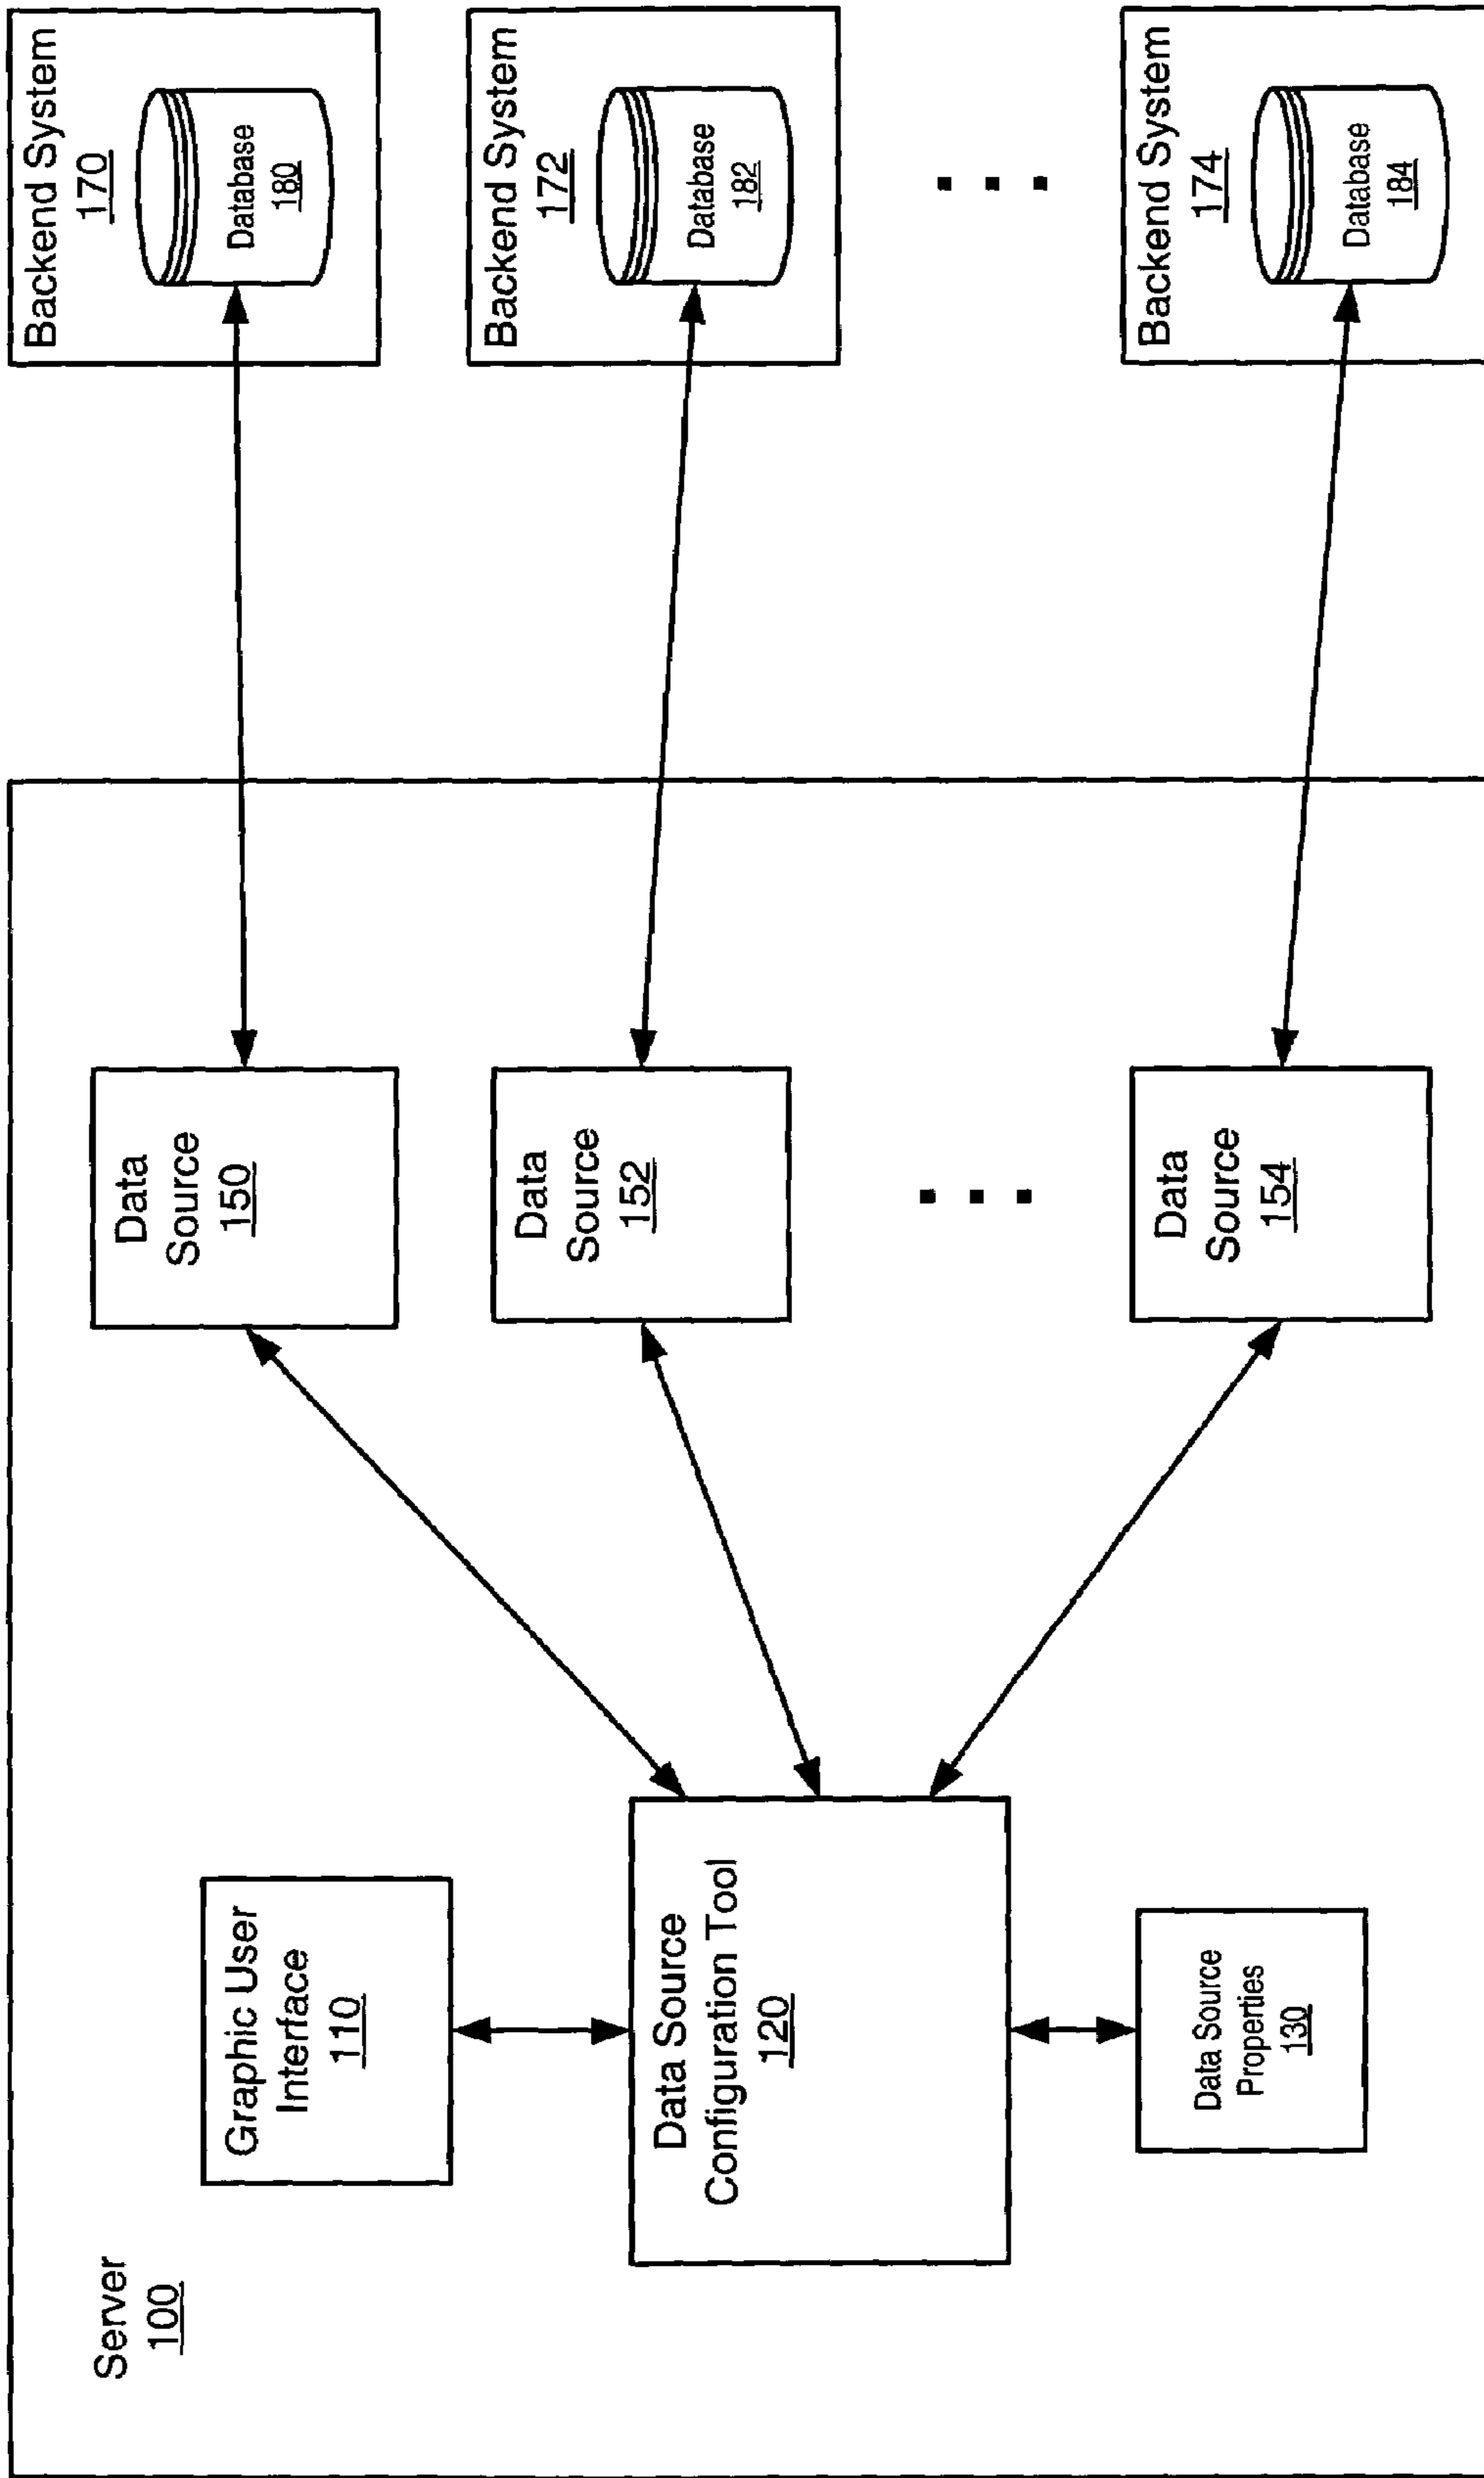 Server
100
Graphic User
Interface
110
Data Source
Configuration Tool
120
Data Source
Properties
130
Data
Source
150
Data
Source
152
Data
Source
154
Backend System
170
Database
180
Backend System
172
Database
182
Backend System
174
Database
184